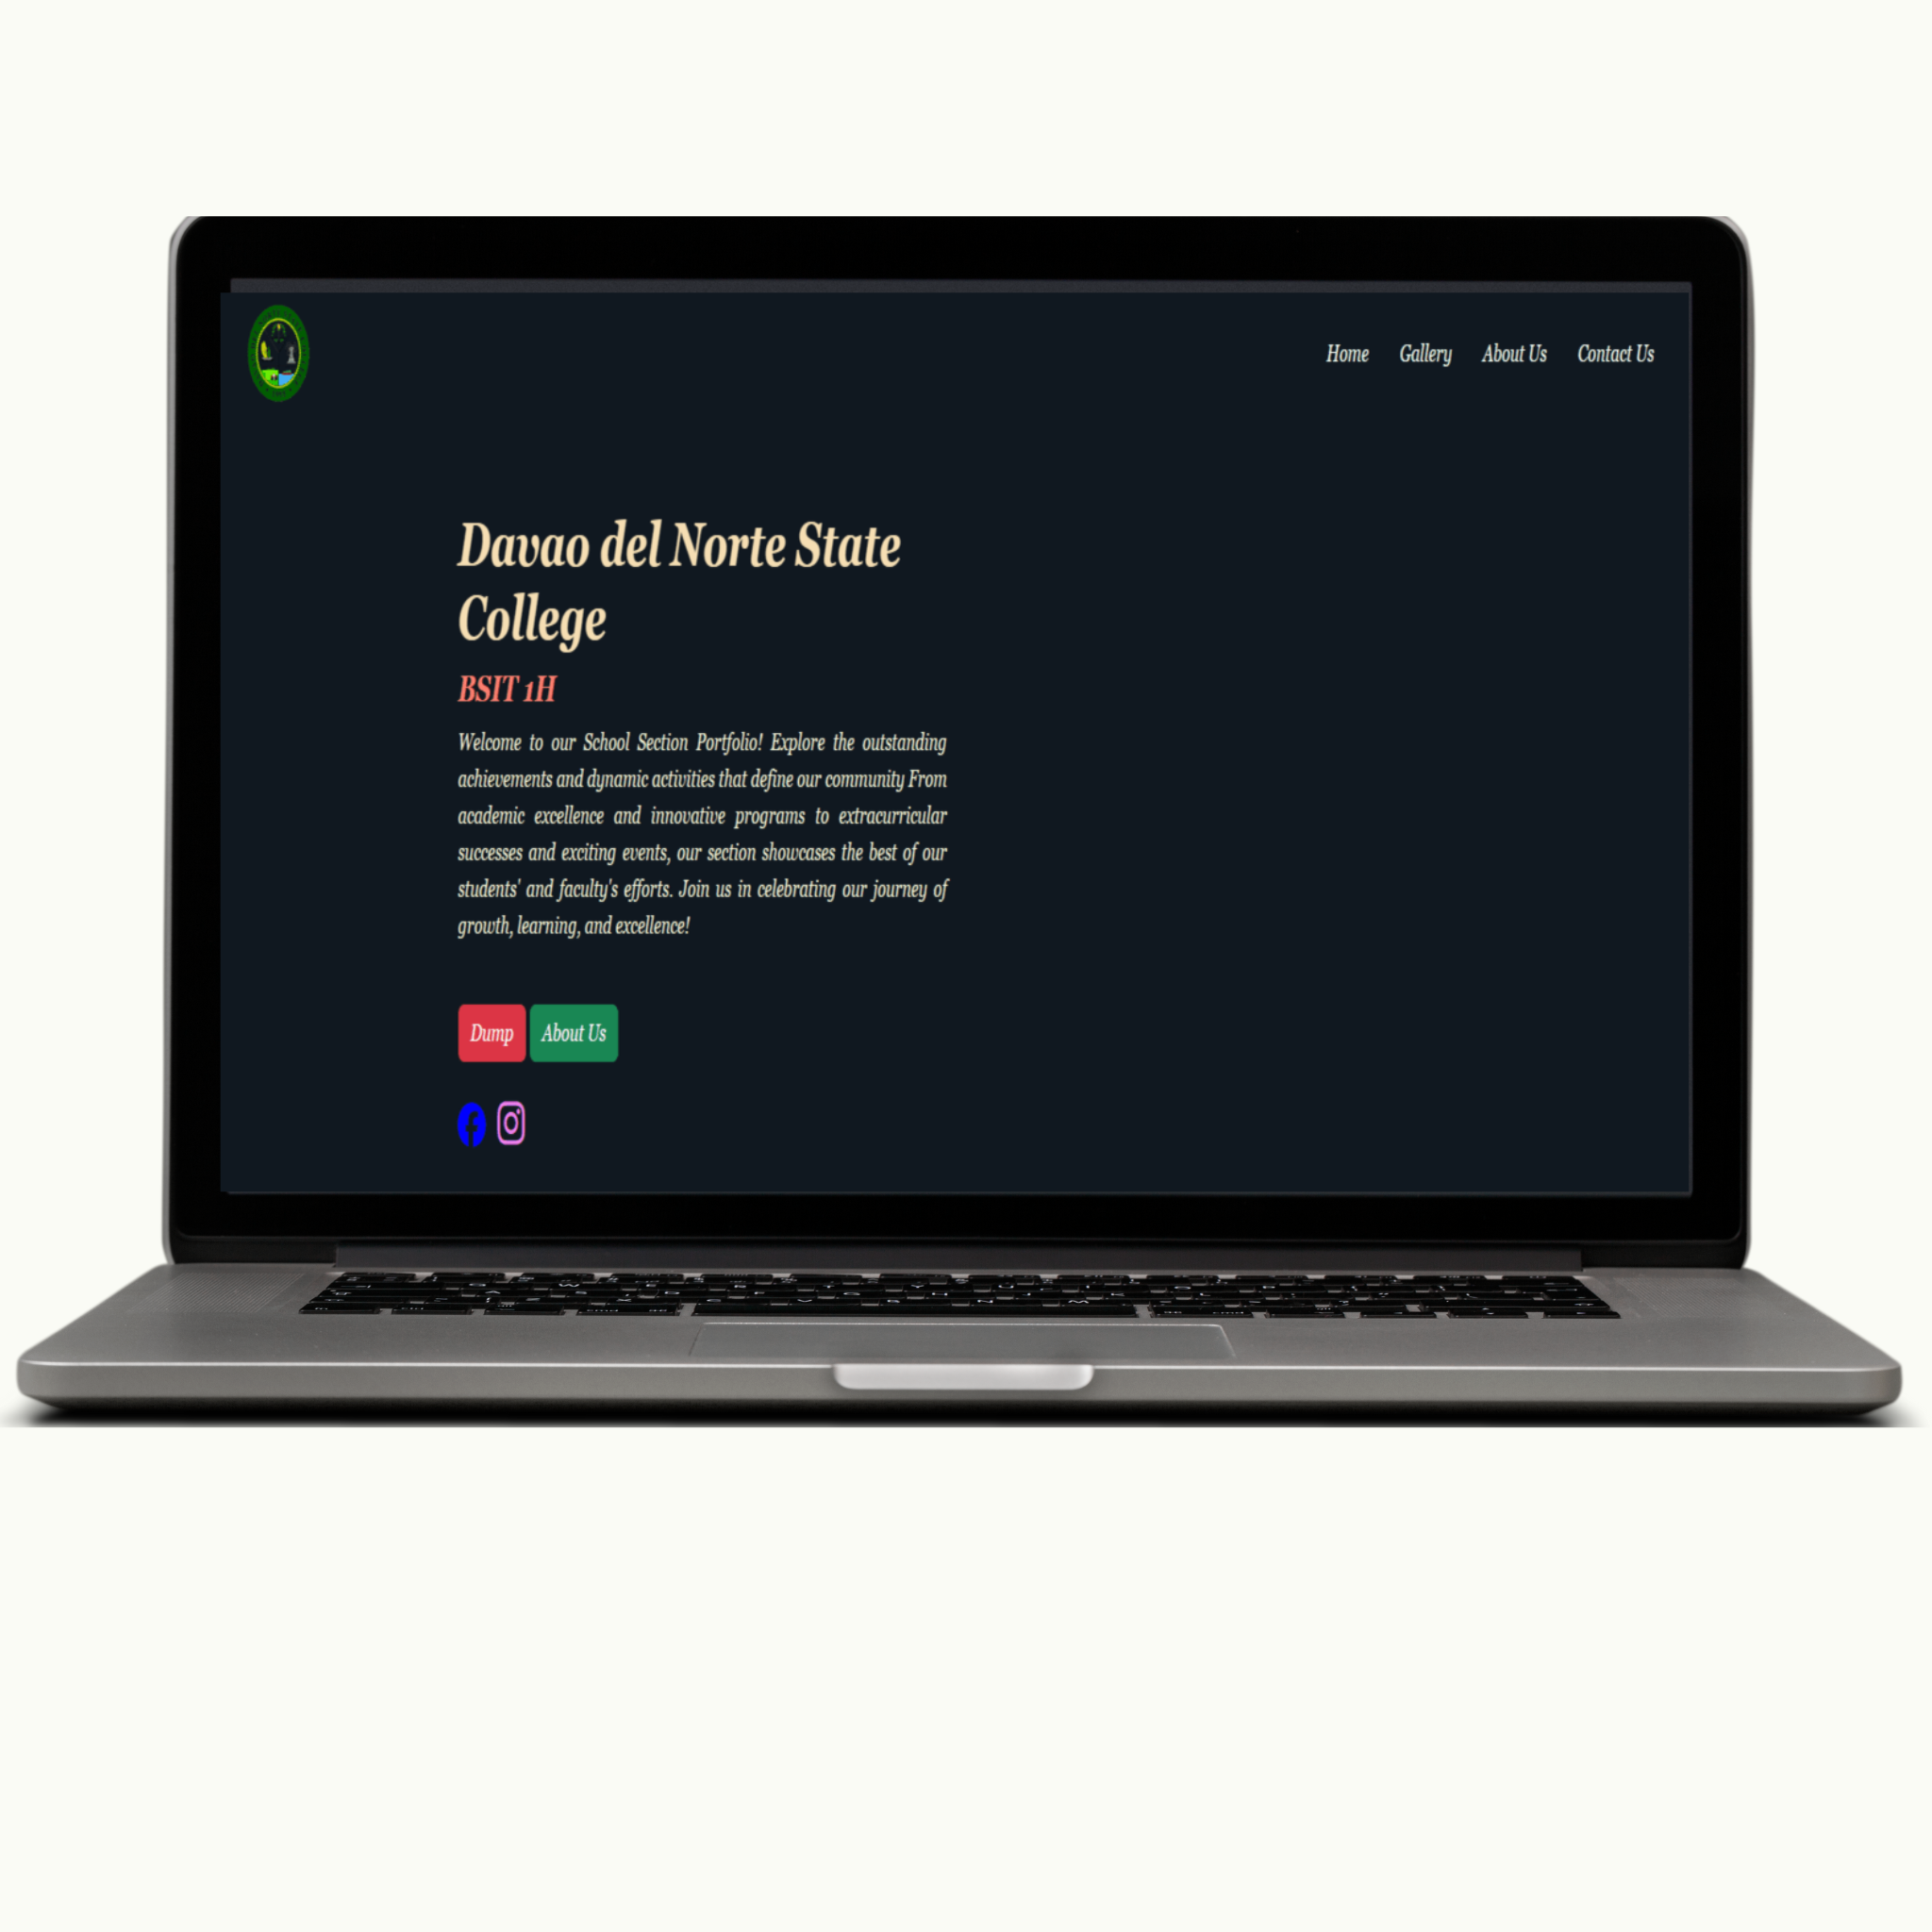 Home Gallery About Us Contact Us
Davao del Norte State
College
BSIT 1H
Welcome to our School Section Portfolio! Explore the outstanding
achievements and dynamic activities that define our community From
academic excellence and innovative programs to extracurricular
successes and exciting events, our section showcases the best of our
students' and faculty's efforts. Join us in celebrating our journey of
growth, learning, and excellence!
Dump About Us